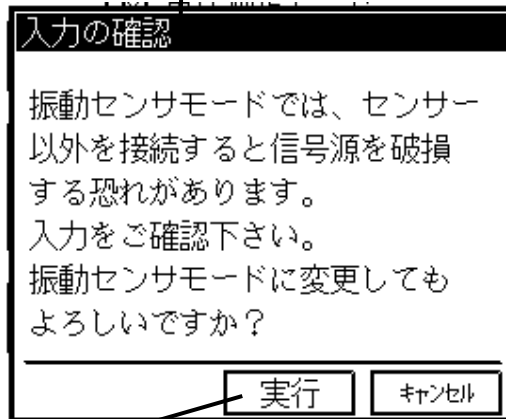 入力の確認
振動センサモードでは、センサー
以外を接続すると信号源を破損
する恐れがあります。
入力をご確認下さい。
振動センサモードに変更しても
よろしいですか？
実行 ｷｬﾝｾﾙ